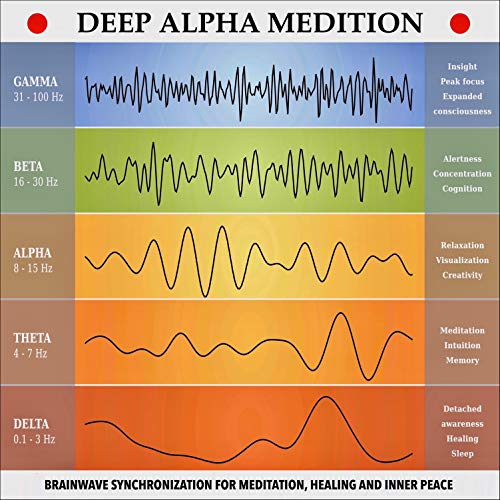 DEEP ALPHA MEDITION
GAMMA
31 - 100 Hz
Insight
Peak focus
Expanded
consciousness
BETA
16 - 30 Hz
Alertness
Concentration
Cognition
ALPHA
8 - 15 Hz
Relaxation
Visualization
Creativity
THETA
4 - 7 Hz
Meditation
Intuition
Memory
DELTA
0.1 - 3 Hz
Detached
awareness
Healing
Sleep
BRAINWAVE SYNCHRONIZATION FOR MEDITATION, HEALING AND INNER PEACE